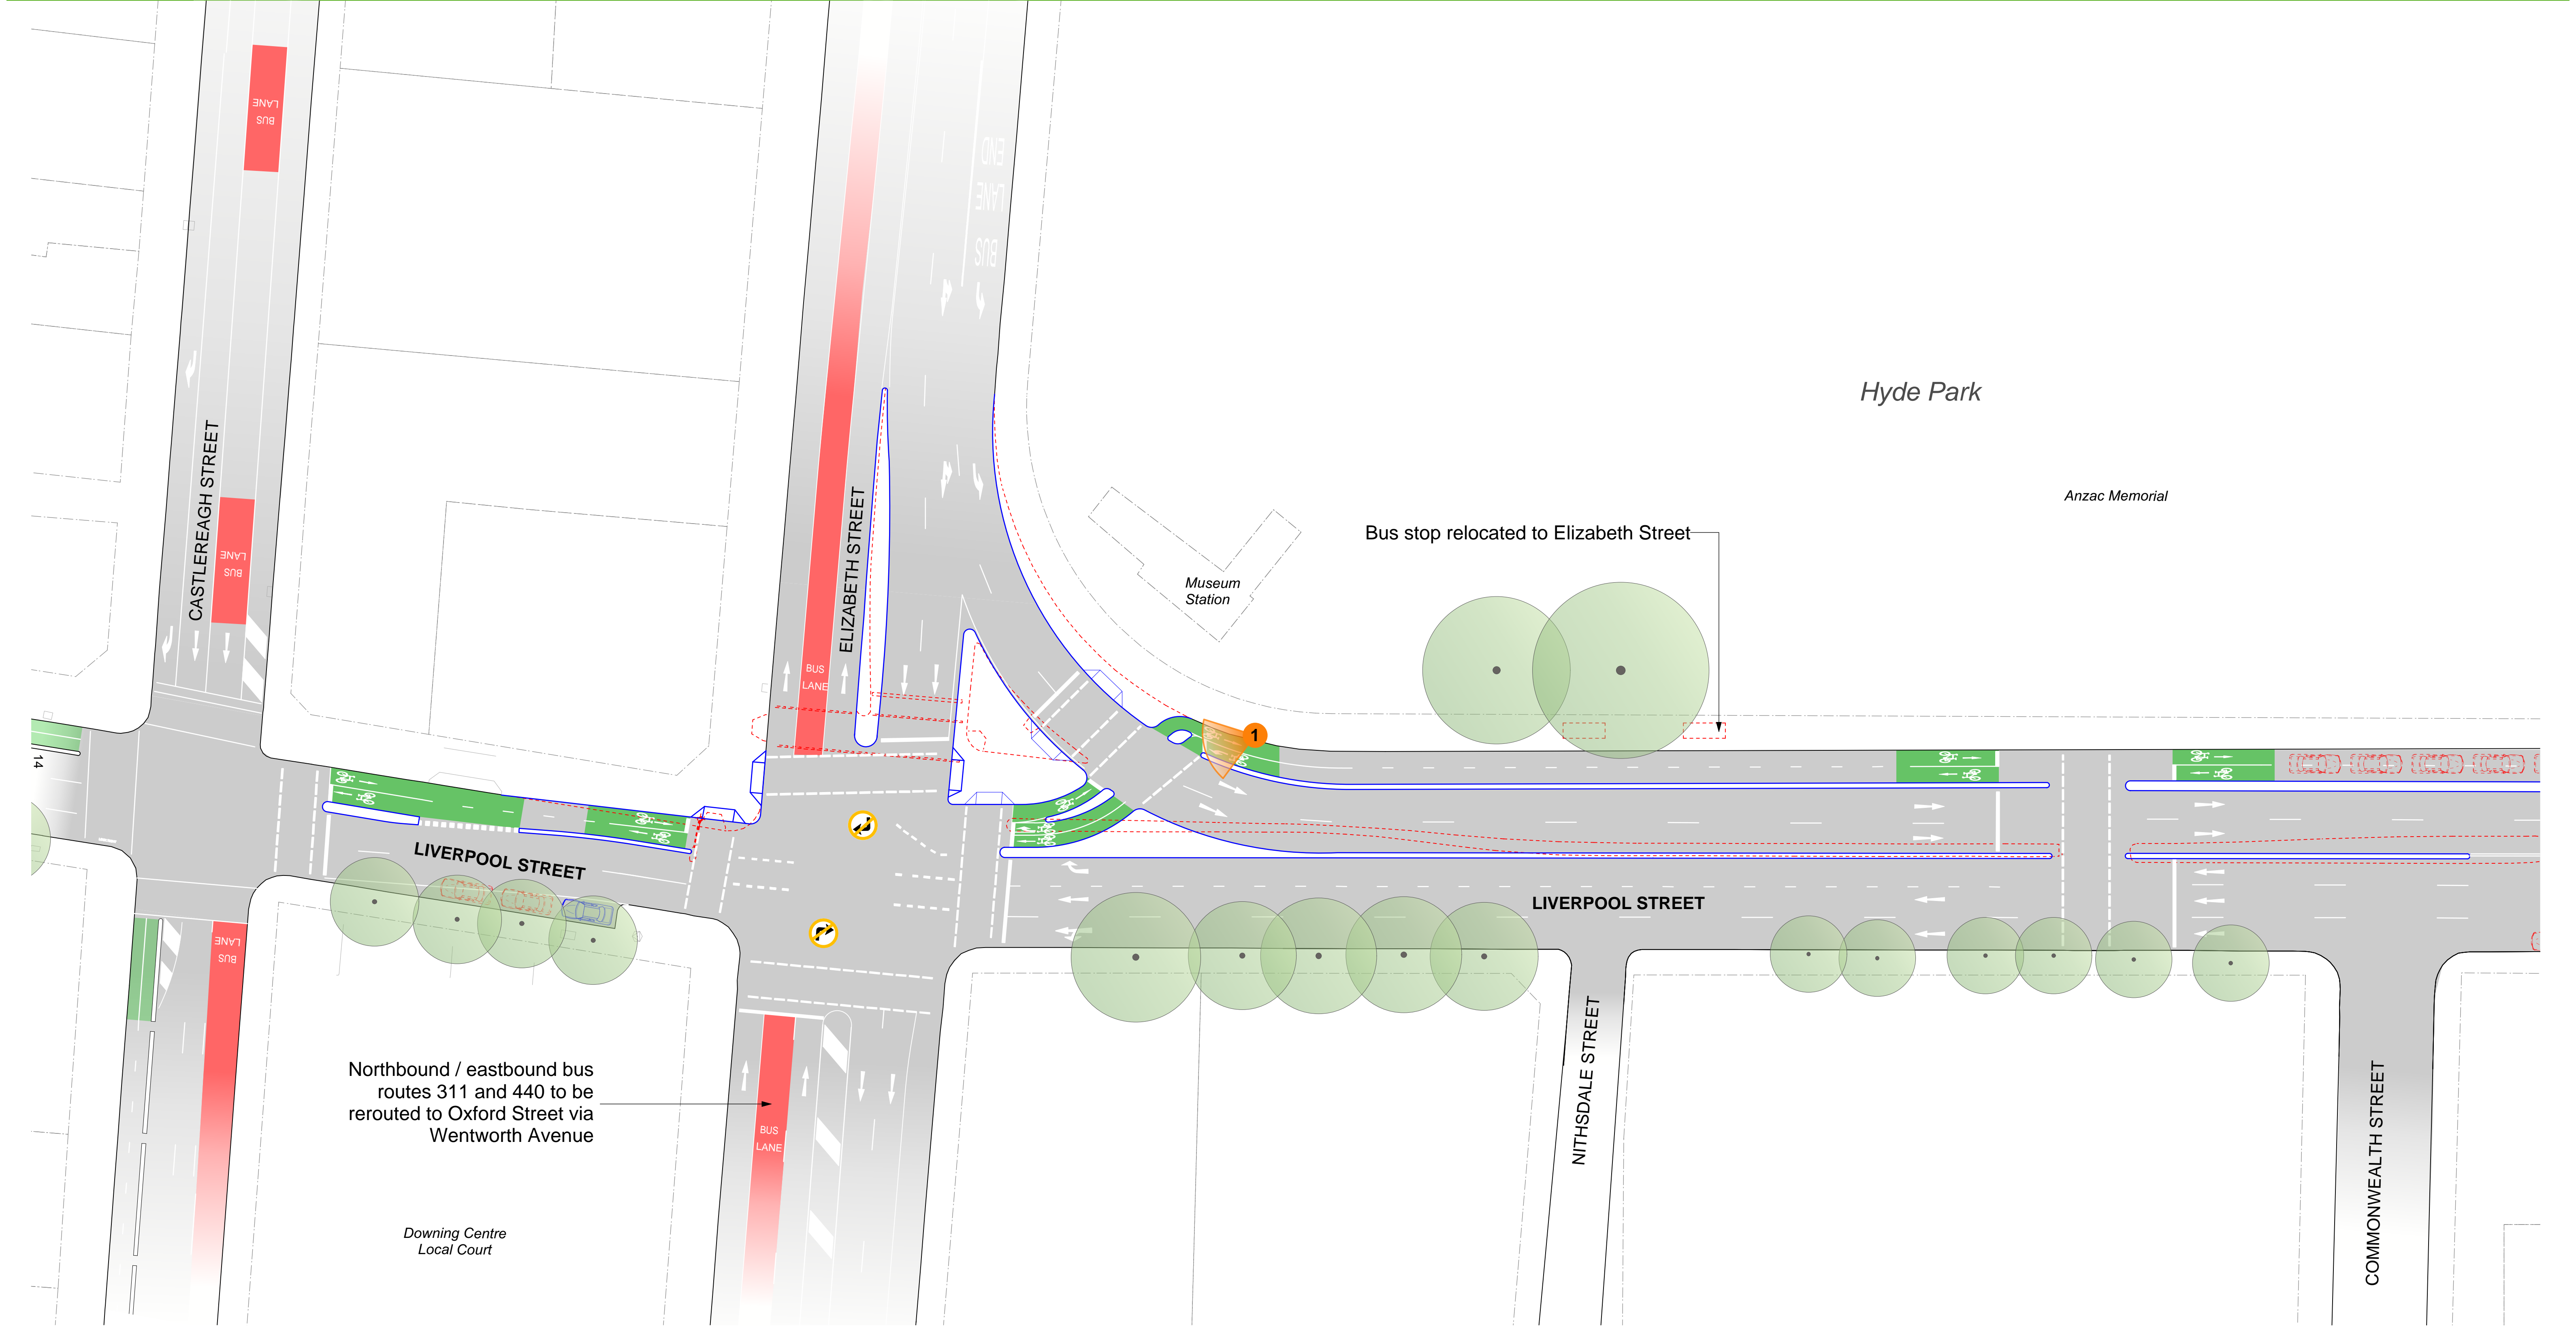 LANE
BUS
END
LANE
BUS
CASTLEREAGH STREET
LANE
BUS
ELIZABETH STREET
BUS
LANE
Hyde Park
Anzac Memorial
Bus stop relocated to Elizabeth Street
Museum
Station
1
14
LIVERPOOL STREET
LIVERPOOL STREET
LANE
BUS
Northbound / eastbound bus
routes 311 and 440 to be
rerouted to Oxford Street via
Wentworth Avenue
BUS
LANE
NITHSDALE STREET
COMMONWEALTH STREET
Downing Centre
Local Court